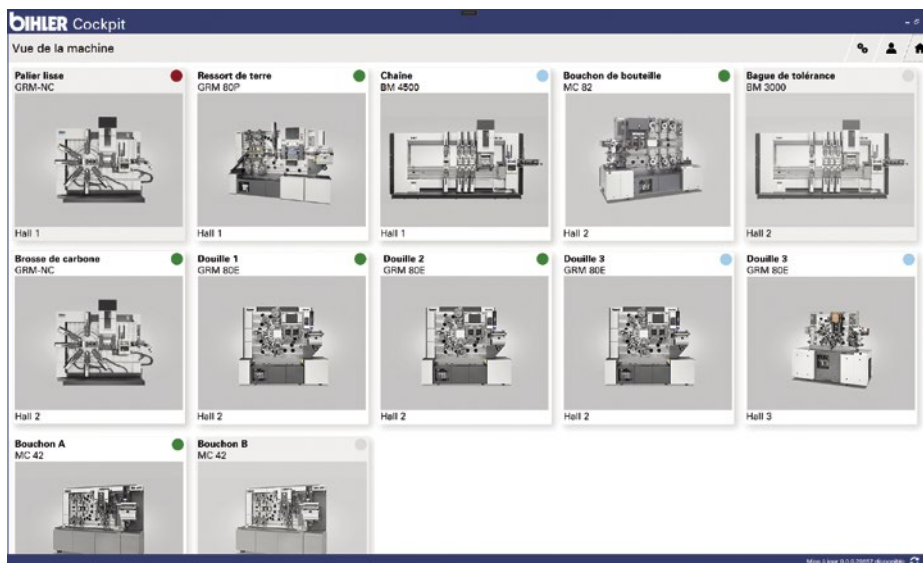 BIHLER Cockpit
Vue de la machine
Palier lisse
GRM-NC
Hall 1
Ressort de terre
GRM 80P
Hall 1
Chaîne
BM 4500
Hall 1
Bouchon de bouteille
MC 82
Hall 2
Bague de tolérance
BM 3000
Hall 2
Brosse de carbone
GRM-NC
Hall 2
Douille 1
GRM 80E
Hall 2
Douille 2
GRM 80E
Hall 2
Douille 3
GRM 80E
Hall 2
Douille 3
GRM 80E
Hall 3
Bouchon A
MC 42
Bouchon B
MC 42
disponible